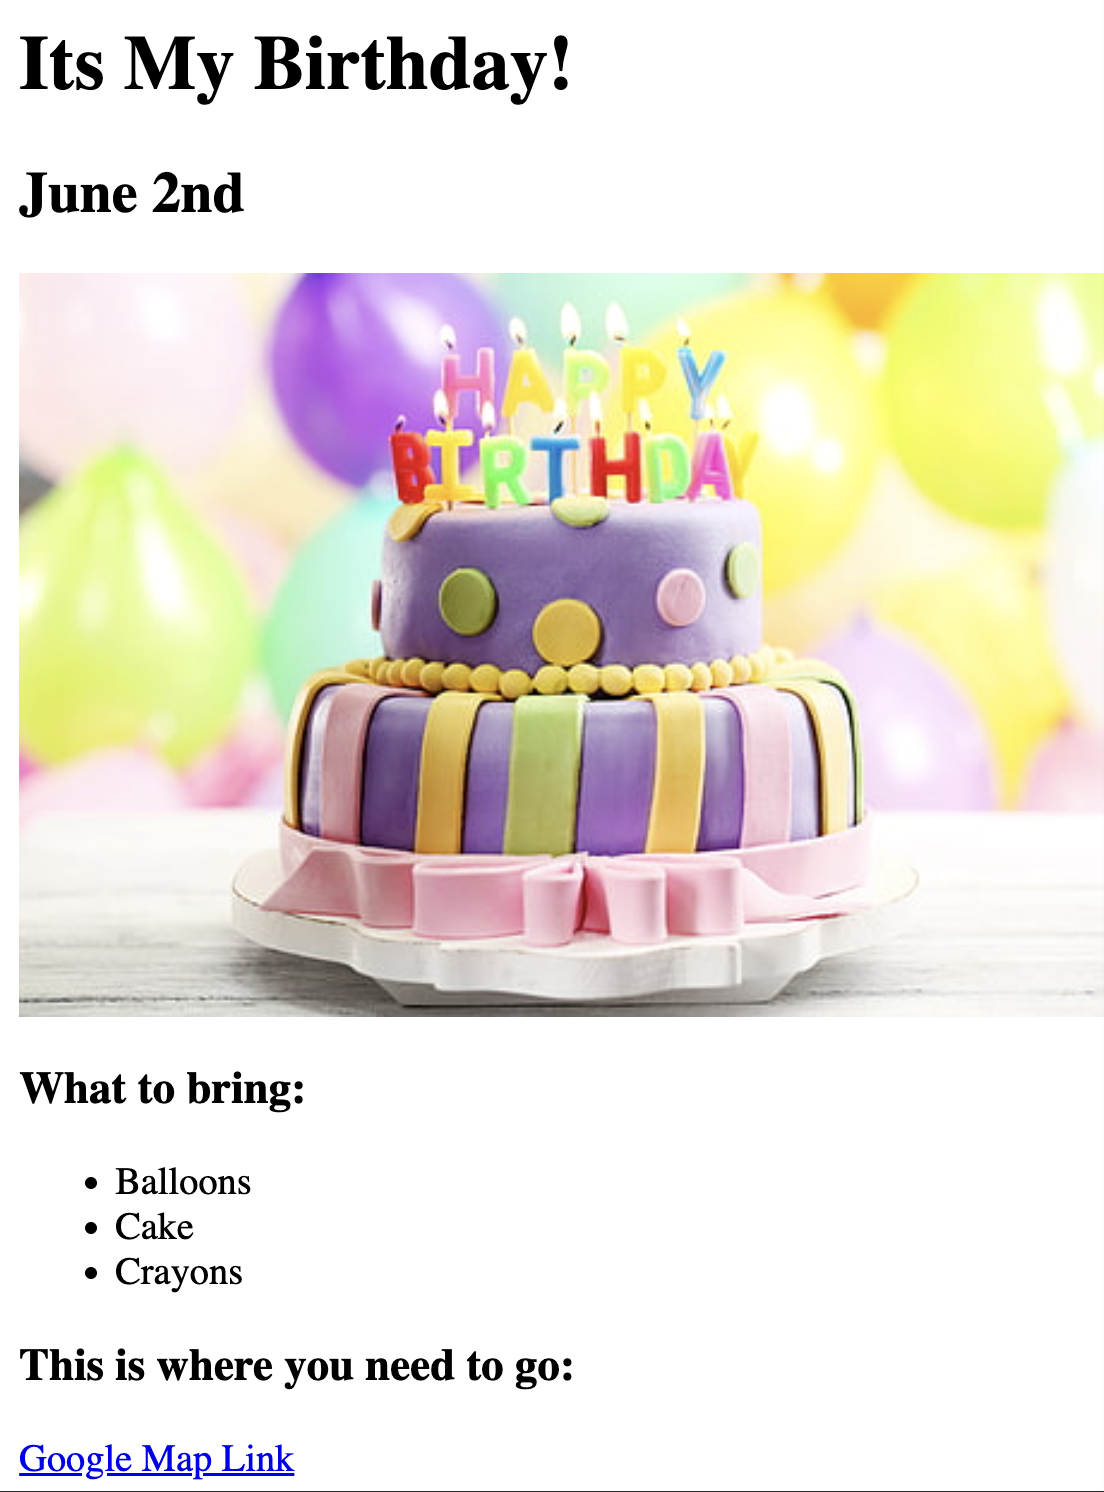 Its My Birthday!
June 2nd
HAPPY
BIRTHDAY
What to bring:
Balloons
Cake
Crayons
This is where you need to go:
Google Map Link